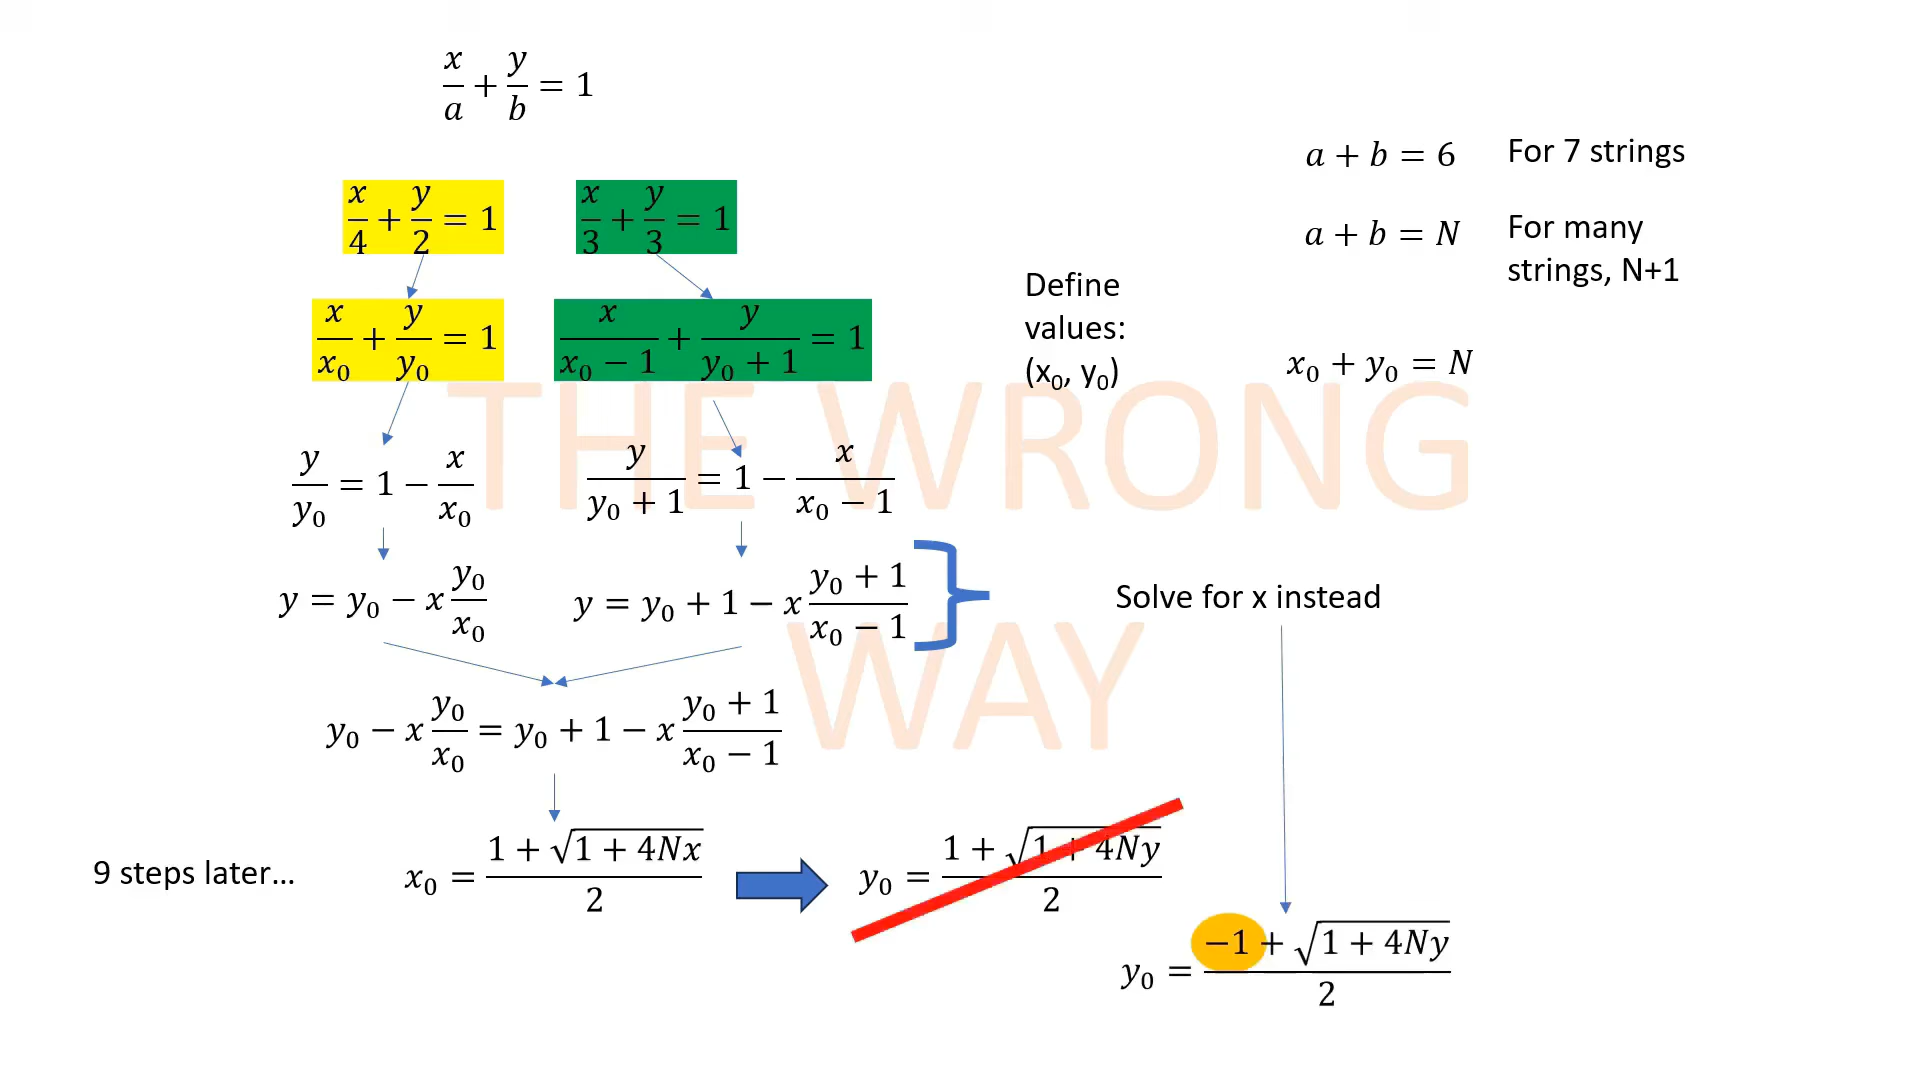 x/a + y/b = 1
a + b = 6 For 7 strings
x/4 + y/2 = 1 x/3 + y/3 = 1
a + b = N For many
strings, N+1
Define
values:
(x₀, y₀)
x/x₀ + y/y₀ = 1 x/(x₀ − 1) + y/(y₀ + 1) = 1
x₀ + y₀ = N
THE WRONG
WAY
y/y₀ = 1 − x/x₀ y/(y₀ + 1) = 1 − x/(x₀ − 1)
y = y₀ − x y₀/x₀ y = y₀ + 1 − x (y₀ + 1)/(x₀ − 1)
Solve for x instead
y₀ − x y₀/x₀ = y₀ + 1 − x (y₀ + 1)/(x₀ − 1)
9 steps later...
x₀ = (1 + √(1 + 4Nx))/2 y₀ = (1 + √(1 + 4Ny))/2
y₀ = (−1 + √(1 + 4Ny))/2